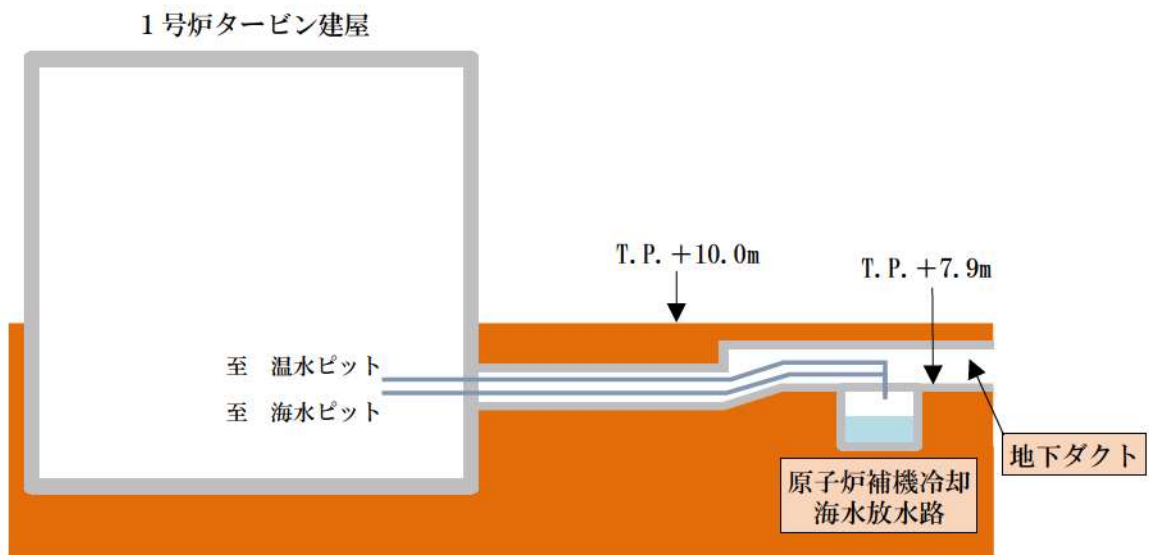 1号炉タービン建屋
T.P.+10.0m
T.P.+7.9m
至　温水ピット
至　海水ピット
地下ダクト
原子炉補機冷却
海水放水路